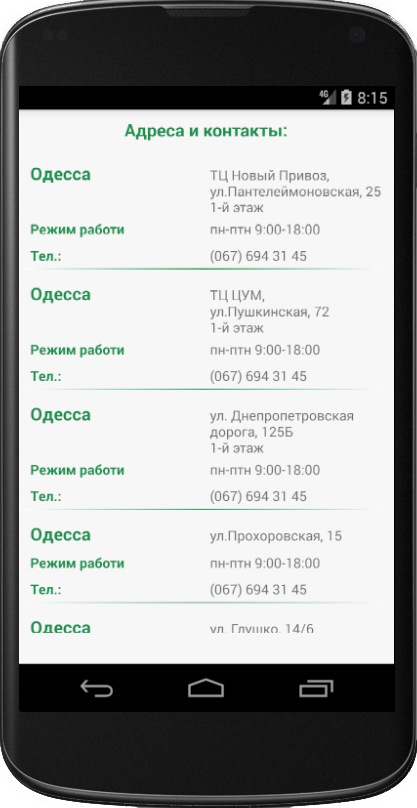 4G 8:15
Адреса и контакты:
Одесса
ТЦ Новый Привоз,
ул.Пантелеймоновская, 25
1-й этаж
Режим работи пн-птн 9:00-18:00
Тел.: (067) 694 31 45
Одесса
ТЦ ЦУМ,
ул.Пушкинская, 72
1-й этаж
Режим работи пн-птн 9:00-18:00
Тел.: (067) 694 31 45
Одесса
ул. Днепропетровская
дорога, 125Б
1-й этаж
Режим работи пн-птн 9:00-18:00
Тел.: (067) 694 31 45
Одесса ул.Прохоровская, 15
Режим работи пн-птн 9:00-18:00
Тел.: (067) 694 31 45
Одесса ул. Глушко, 14/6